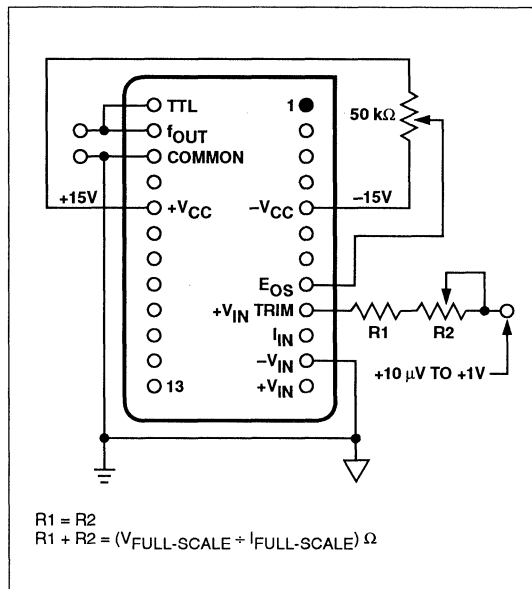 TTL
1
50 kΩ
fOUT
COMMON
+15V
+VCC
–VCC
–15V
EOS
+VIN TRIM
R1
R2
IIN
–VIN
+10 μV TO +1V
13
+VIN
R1 = R2
R1 + R2 = (VFULL-SCALE ÷ IFULL-SCALE) Ω